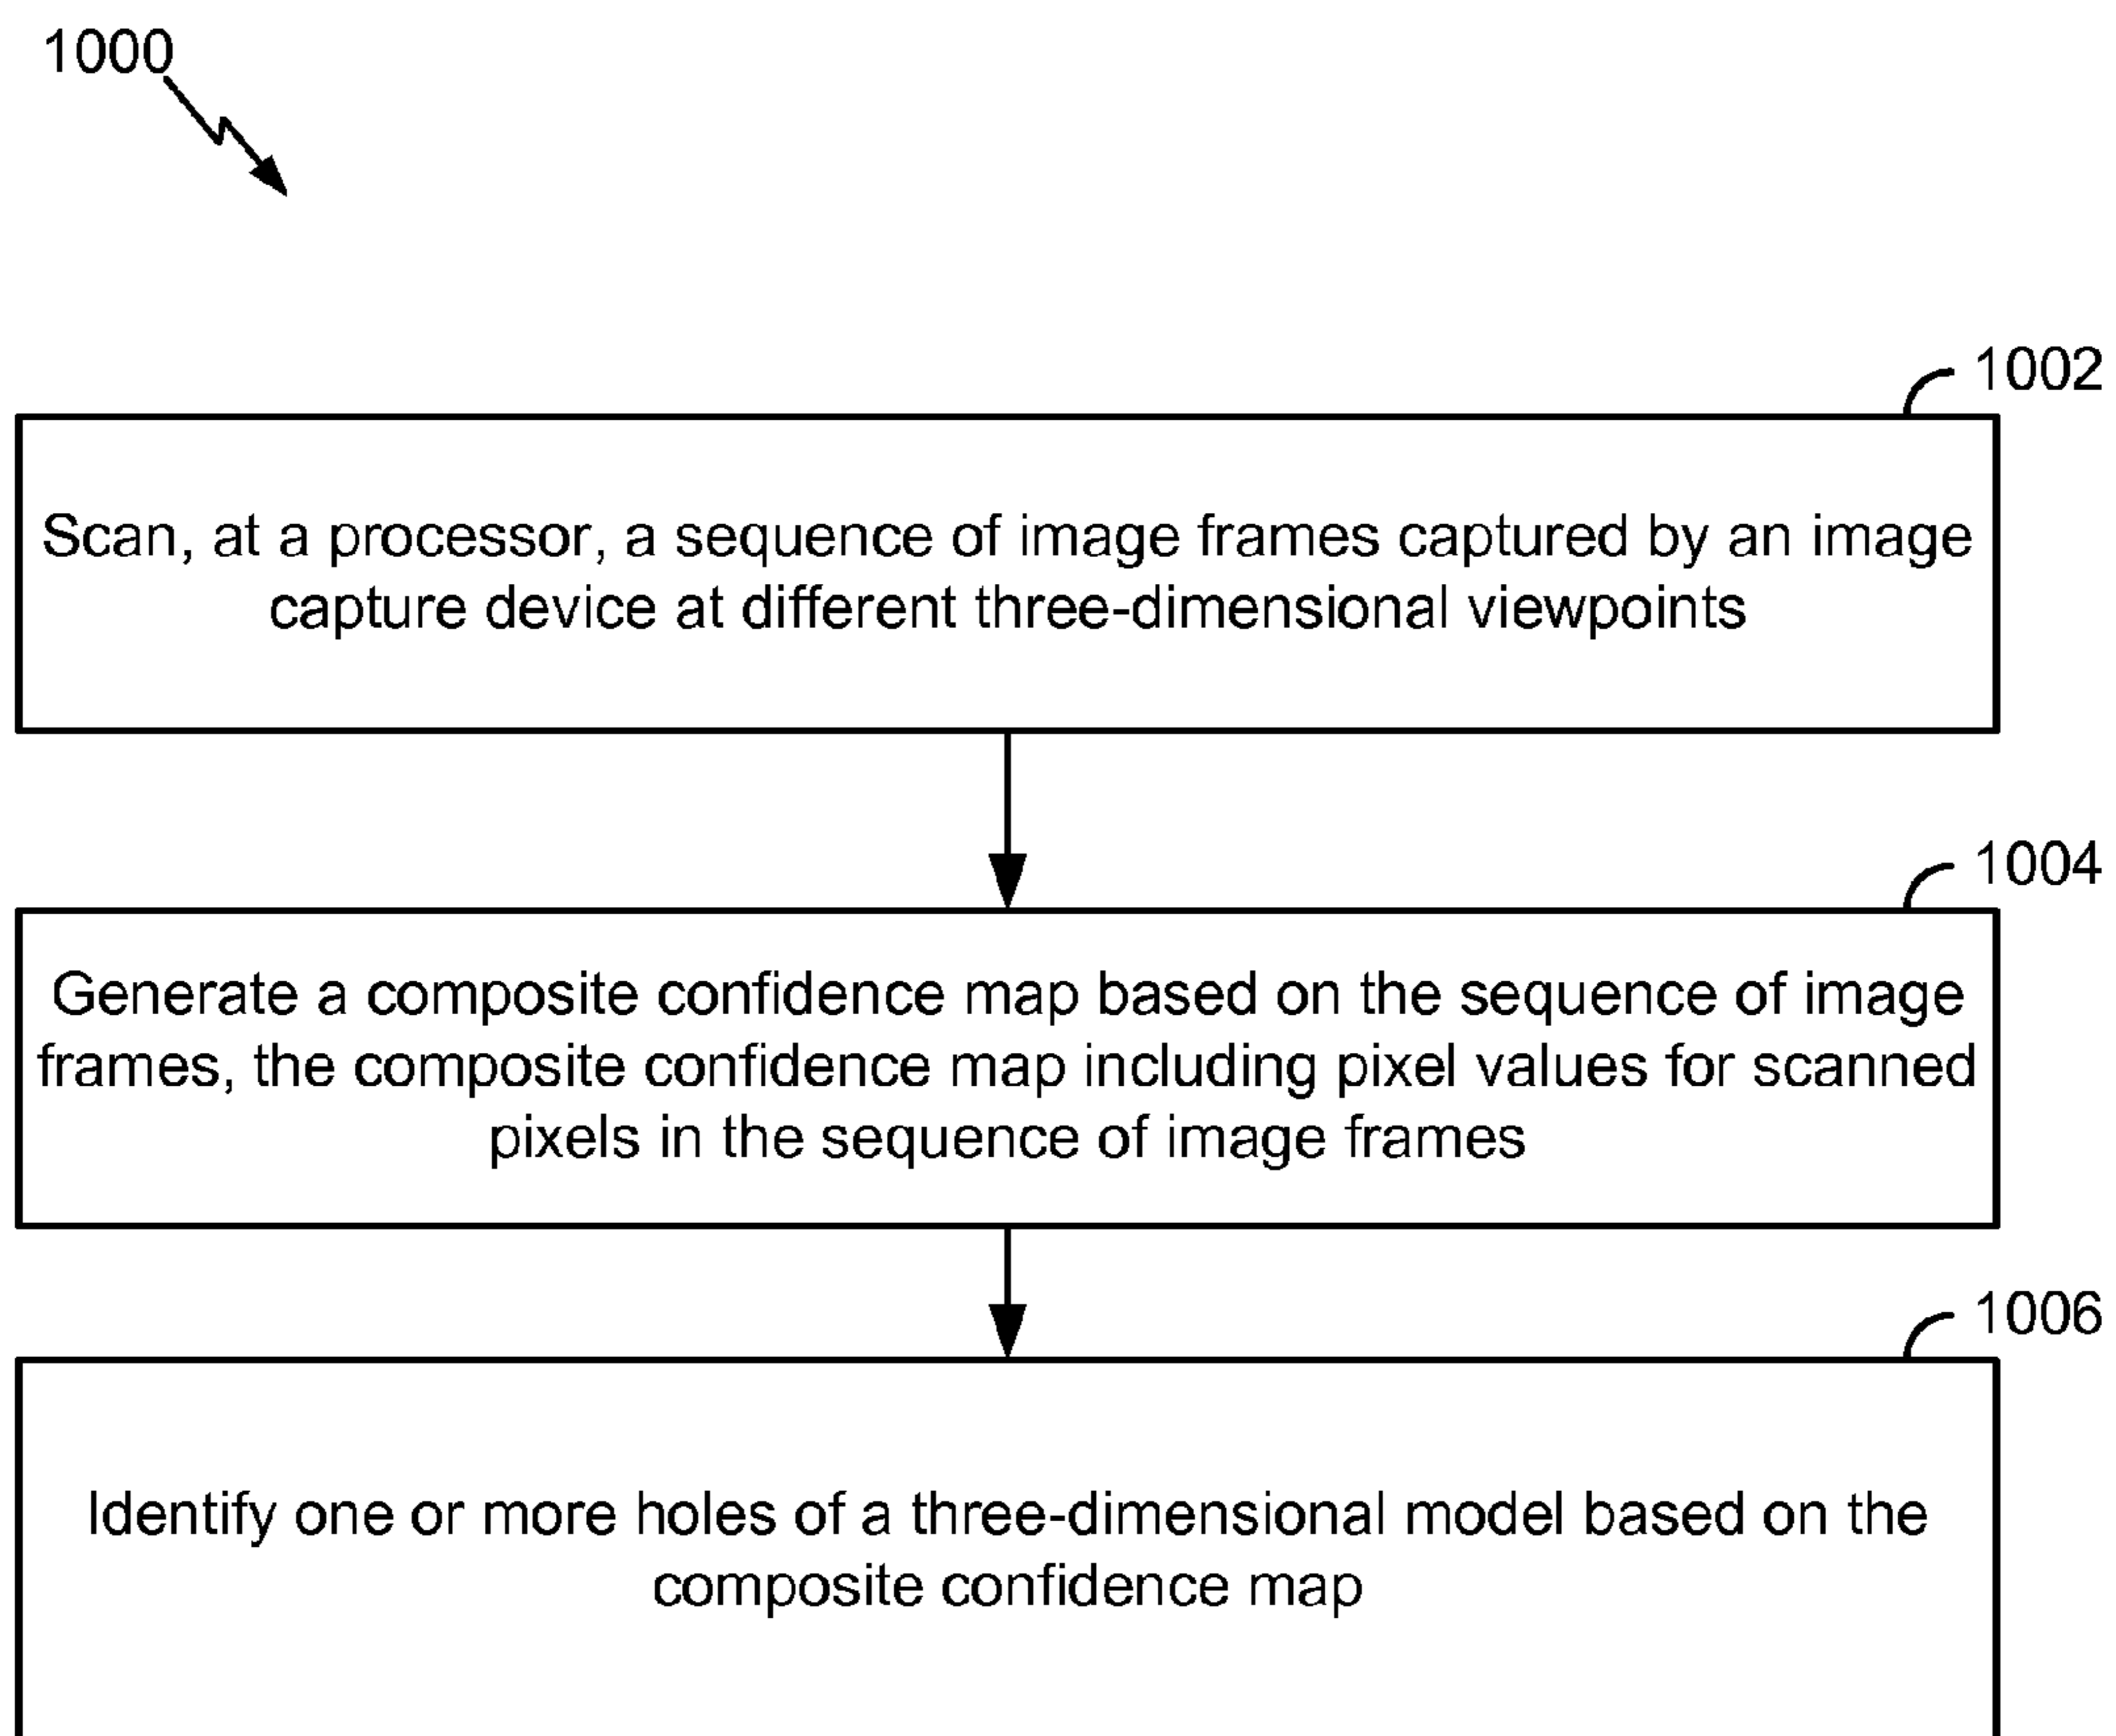 1000
1002
Scan, at a processor, a sequence of image frames captured by an image
capture device at different three-dimensional viewpoints
1004
Generate a composite confidence map based on the sequence of image
frames, the composite confidence map including pixel values for scanned
pixels in the sequence of image frames
1006
Identify one or more holes of a three-dimensional model based on the
composite confidence map